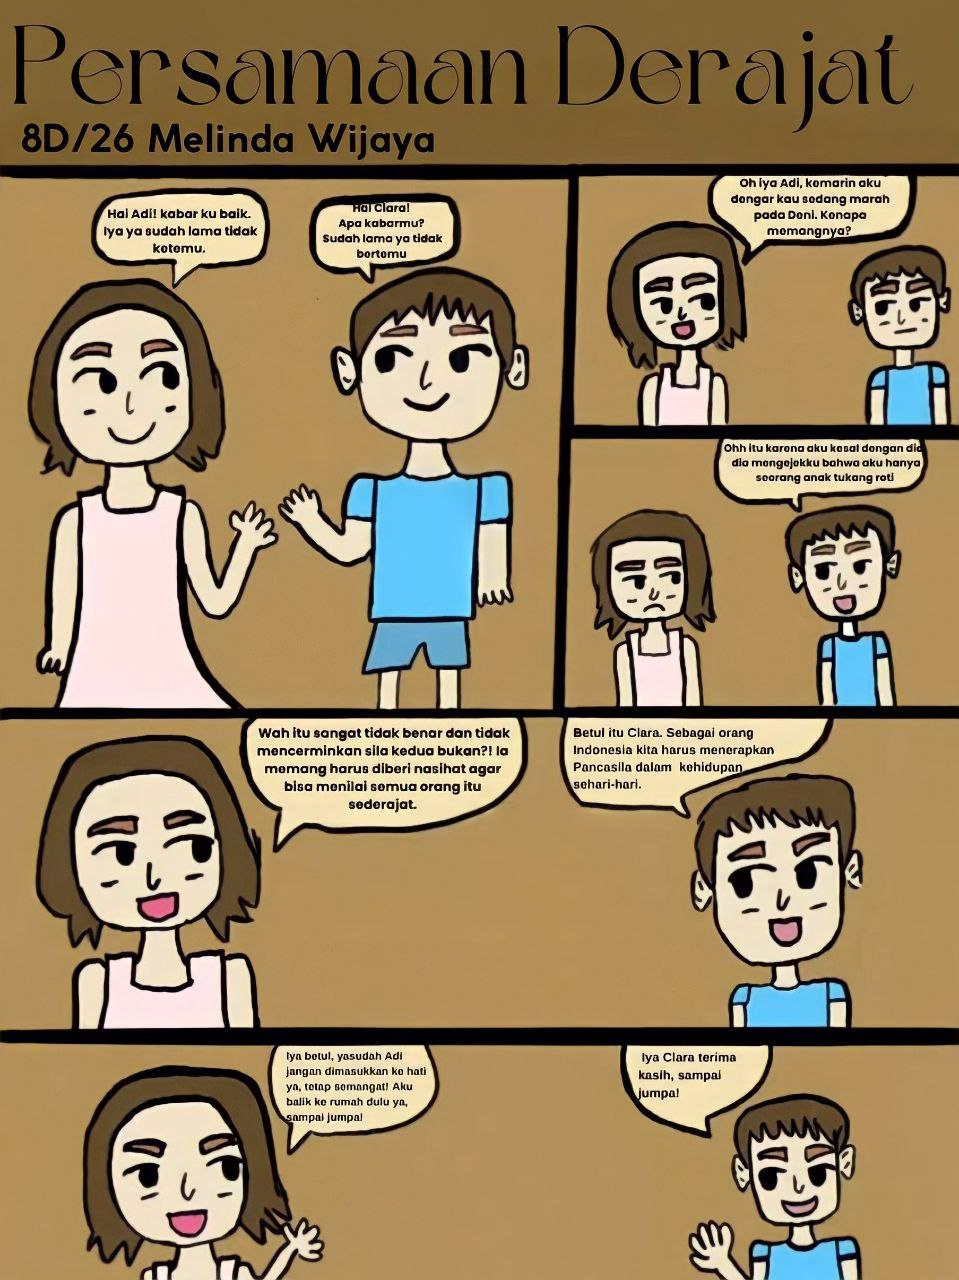 Persamaan Derajat
8D/26 Melinda Wijaya
Hai Adi! kabar ku baik.
Iya ya sudah lama tidak
ketemu.
Hai Clara!
Apa kabarmu?
Sudah lama ya tidak
bertemu
Oh iya Adi, kemarin aku
dengar kau sedang marah
pada Deni. Kenapa
memangnya?
Ohh itu karena aku kesal dengan dia
dia mengejekku bahwa aku hanya
seorang anak tukang roti
Wah itu sangat tidak benar dan tidak
mencerminkan sila kedua bukan?! Ia
memang harus diberi nasihat agar
bisa menilai semua orang itu
sederajat.
Betul itu Clara. Sebagai orang
Indonesia kita harus menerapkan
Pancasila dalam kehidupan
sehari-hari.
Iya betul, yasudah Adi
jangan dimasukkan ke hati
ya, tetap semangat! Aku
balik ke rumah dulu ya,
sampai jumpa!
Iya Clara terima
kasih, sampai
jumpa!